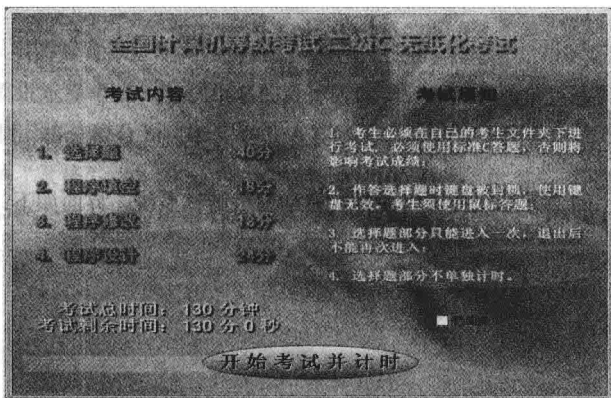 全国计算机等级考试 二级C 无纸化考试
考试内容
考试须知
1、选择题 40分
2、程序填空 18分
3、程序修改 18分
4、程序设计 24分
考试总时间： 130 分钟
考试剩余时间： 130 分 0 秒
1、考生必须在自己的考生文件夹下进
行考试，必须使用标准C答题，否则将
影响考试成绩；
2、作答选择题时键盘被封锁，使用键
盘无效，考生须使用鼠标答题；
3、选择题部分只能进入一次，退出后
不能再次进入；
4、选择题部分不单独计时。
开始考试并计时